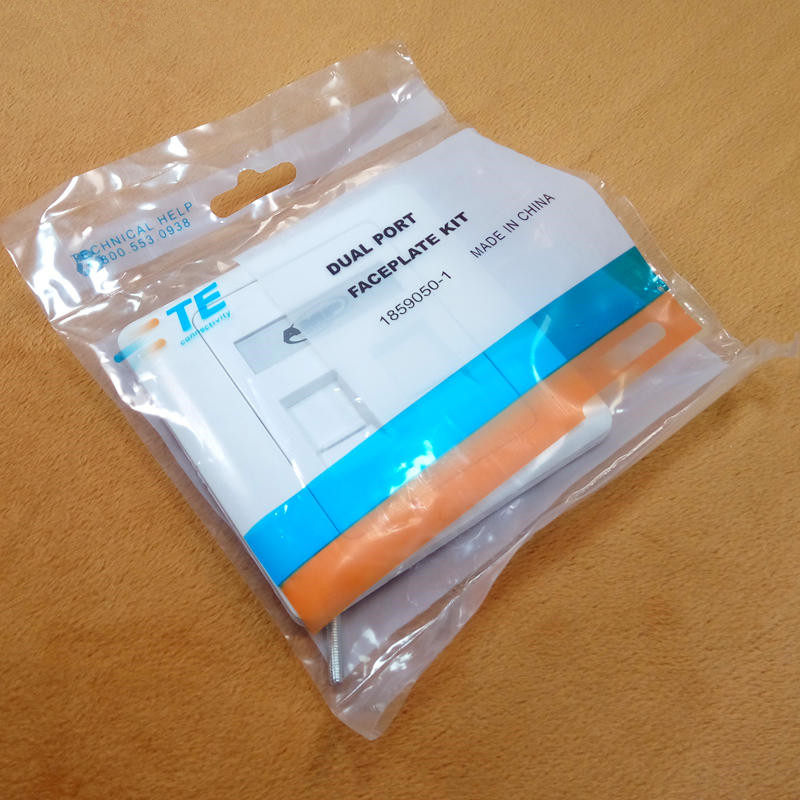 TECHNICAL HELP
800 553 0938
TE
connectivity
DUAL PORT
FACEPLATE KIT
1859050-1
MADE IN CHINA